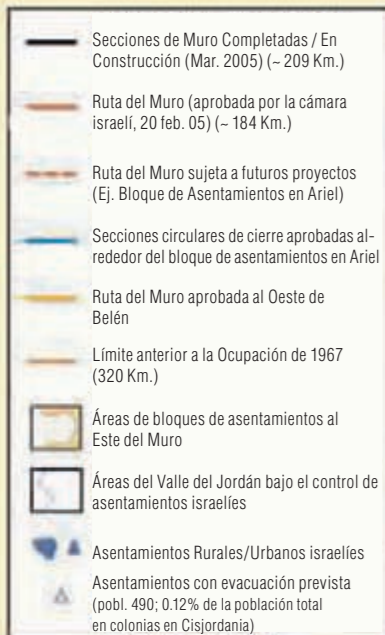 Secciones de Muro Completadas / En
Construcción (Mar. 2005) (~ 209 Km.)
Ruta del Muro (aprobada por la cámara
israelí, 20 feb. 05) (~ 184 Km.)
Ruta del Muro sujeta a futuros proyectos
(Ej. Bloque de Asentamientos en Ariel)
Secciones circulares de cierre aprobadas al-
rededor del bloque de asentamientos en Ariel
Ruta del Muro aprobada al Oeste de
Belén
Límite anterior a la Ocupación de 1967
(320 Km.)
Áreas de bloques de asentamientos al
Este del Muro
Áreas del Valle del Jordán bajo el control de
asentamientos israelíes
Asentamientos Rurales/Urbanos israelíes
Asentamientos con evacuación prevista
(pobl. 490; 0.12% de la población total
en colonias en Cisjordania)